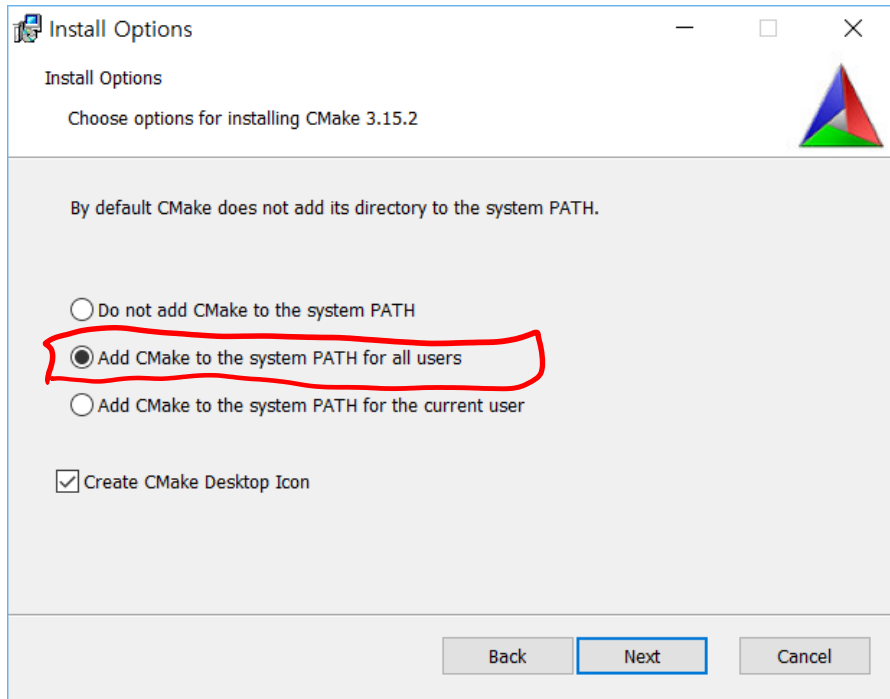 Install Options
Install Options
Choose options for installing CMake 3.15.2
By default CMake does not add its directory to the system PATH.
Do not add CMake to the system PATH
Add CMake to the system PATH for all users
Add CMake to the system PATH for the current user
Create CMake Desktop Icon
Back Next Cancel